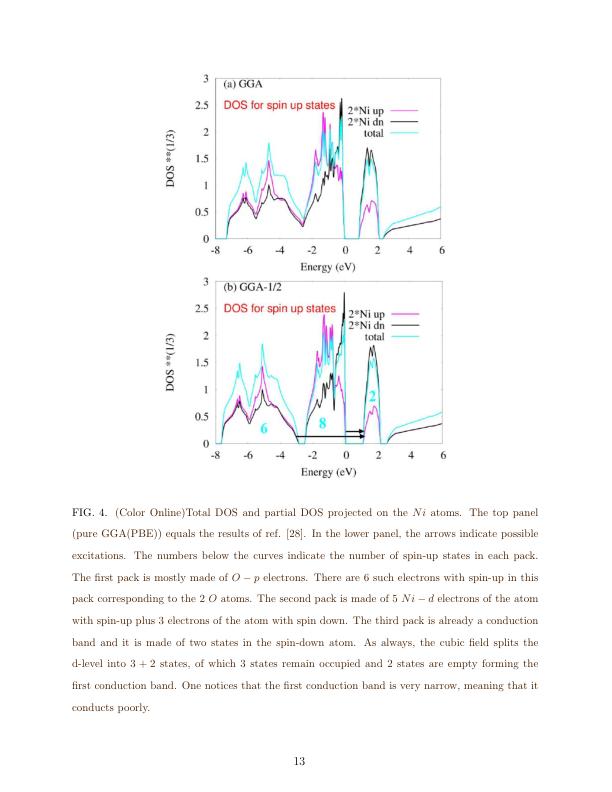 (a) GGA
DOS for spin up states
2*Ni up
2*Ni dn
total
DOS **(1/3)
3
2.5
2
1.5
1
0.5
0
-8 -6 -4 -2 0 2 4 6
Energy (eV)
(b) GGA-1/2
DOS for spin up states
2*Ni up
2*Ni dn
total
DOS **(1/3)
3
2.5
2
1.5
1
0.5
0
6
8
2
-8 -6 -4 -2 0 2 4 6
Energy (eV)
FIG. 4. (Color Online)Total DOS and partial DOS projected on the Ni atoms. The top panel
(pure GGA(PBE)) equals the results of ref. [28]. In the lower panel, the arrows indicate possible
excitations. The numbers below the curves indicate the number of spin-up states in each pack.
The first pack is mostly made of O − p electrons. There are 6 such electrons with spin-up in this
pack corresponding to the 2 O atoms. The second pack is made of 5 Ni − d electrons of the atom
with spin-up plus 3 electrons of the atom with spin down. The third pack is already a conduction
band and it is made of two states in the spin-down atom. As always, the cubic field splits the
d-level into 3 + 2 states, of which 3 states remain occupied and 2 states are empty forming the
first conduction band. One notices that the first conduction band is very narrow, meaning that it
conducts poorly.
13